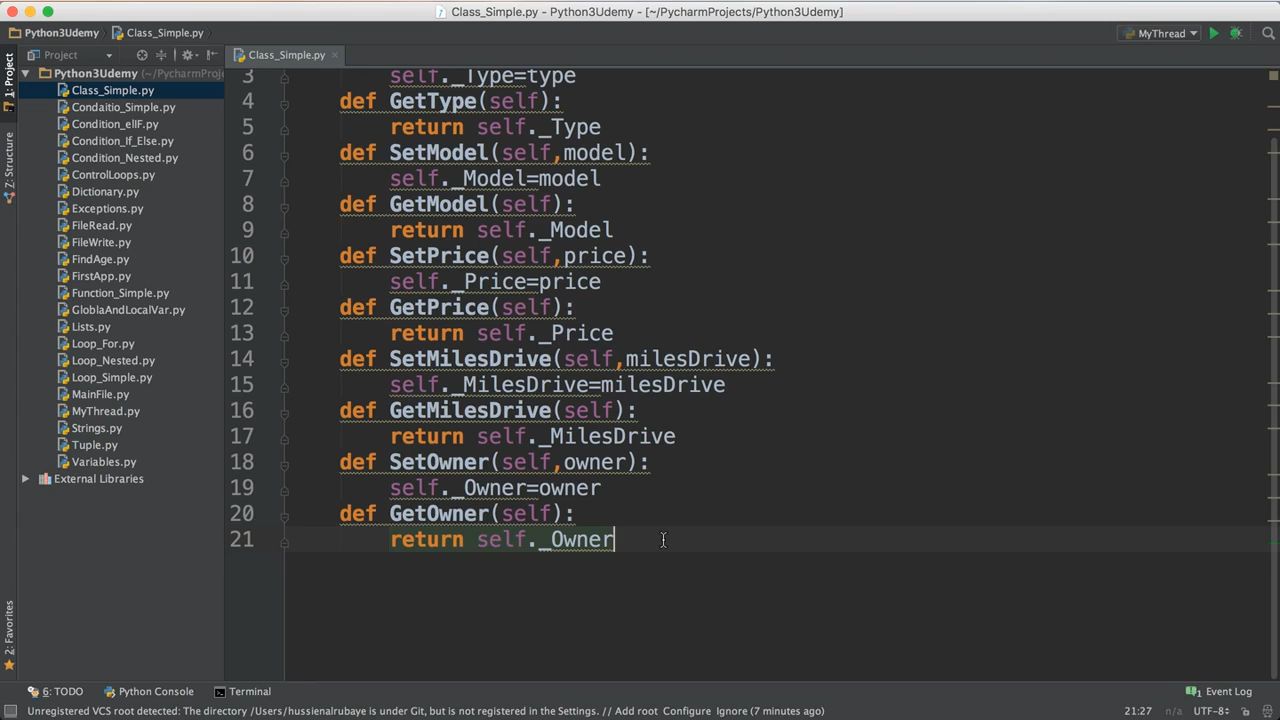 Class_Simple.py - Python3Udemy - [~/PycharmProjects/Python3Udemy]
Python3Udemy
Class_Simple.py
MyThread
1: Project
Z: Structure
2: Favorites
Project
Class_Simple.py
Python3Udemy (~/PycharmProj
Class_Simple.py
Condaitio_Simple.py
Condition_elIF.py
Condition_If_Else.py
Condition_Nested.py
ControlLoops.py
Dictionary.py
Exceptions.py
FileRead.py
FileWrite.py
FindAge.py
FirstApp.py
Function_Simple.py
GloblaAndLocalVar.py
Lists.py
Loop_For.py
Loop_Nested.py
Loop_Simple.py
MainFile.py
MyThread.py
Strings.py
Tuple.py
Variables.py
External Libraries
3 self._Type=type
4 def GetType(self):
5 return self._Type
6 def SetModel(self,model):
7 self._Model=model
8 def GetModel(self):
9 return self._Model
10 def SetPrice(self,price):
11 self._Price=price
12 def GetPrice(self):
13 return self._Price
14 def SetMilesDrive(self,milesDrive):
15 self._MilesDrive=milesDrive
16 def GetMilesDrive(self):
17 return self._MilesDrive
18 def SetOwner(self,owner):
19 self._Owner=owner
20 def GetOwner(self):
21 return self._Owner
6: TODO
Python Console
Terminal
1 Event Log
Unregistered VCS root detected: The directory /Users/hussienalrubaye is under Git, but is not registered in the Settings. // Add root Configure Ignore (7 minutes ago)
21:27 n/a UTF-8